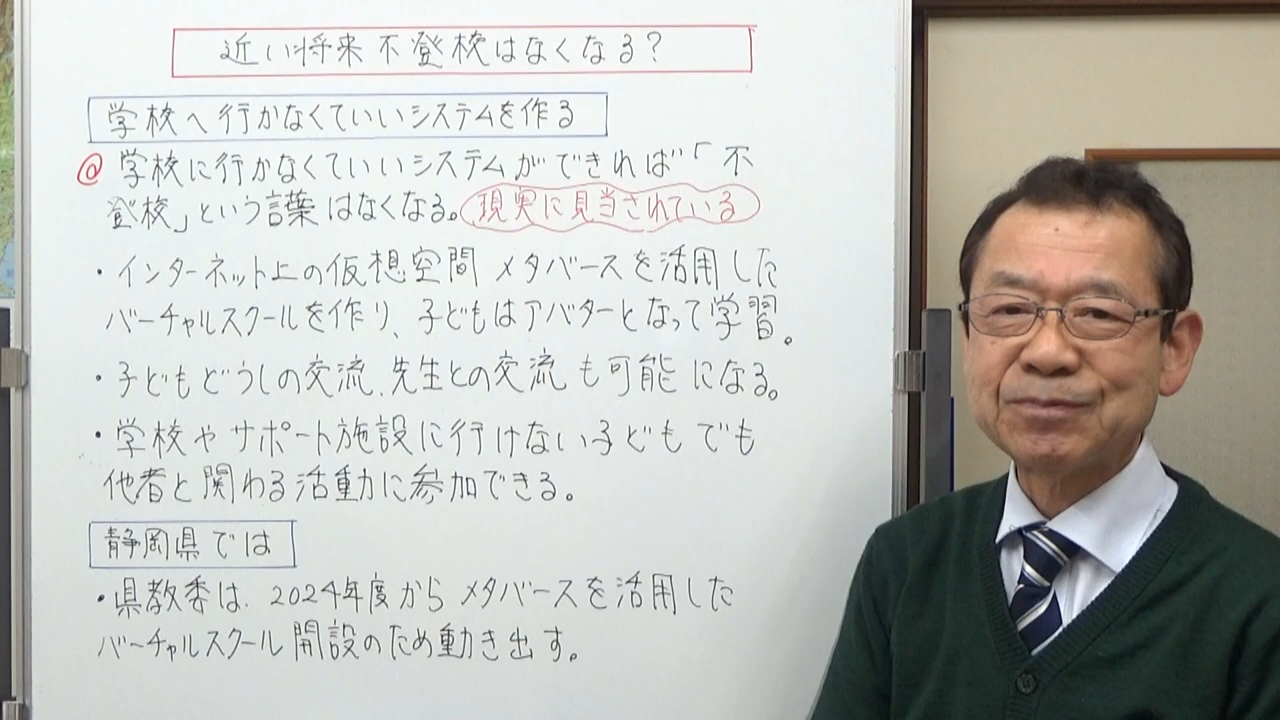 近い将来不登校はなくなる?
学校へ行かなくていいシステムを作る
@ 学校に行かなくていいシステムができれば「不
登校」という言葉はなくなる。現実に見当されている
・インターネット上の仮想空間メタバースを活用した
バーチャルスクールを作り、子どもはアバターとなって学習。
・子どもどうしの交流、先生との交流も可能になる。
・学校やサポート施設に行けない子どもでも
他者と関わる活動に参加できる。
静岡県では
・県教委は、2024年度からメタバースを活用した
バーチャルスクール開設のため動き出す。